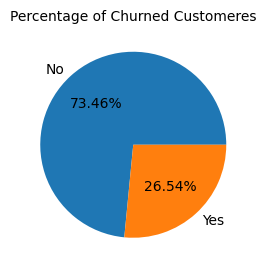 Percentage of Churned Customeres
No
73.46%
26.54%
Yes